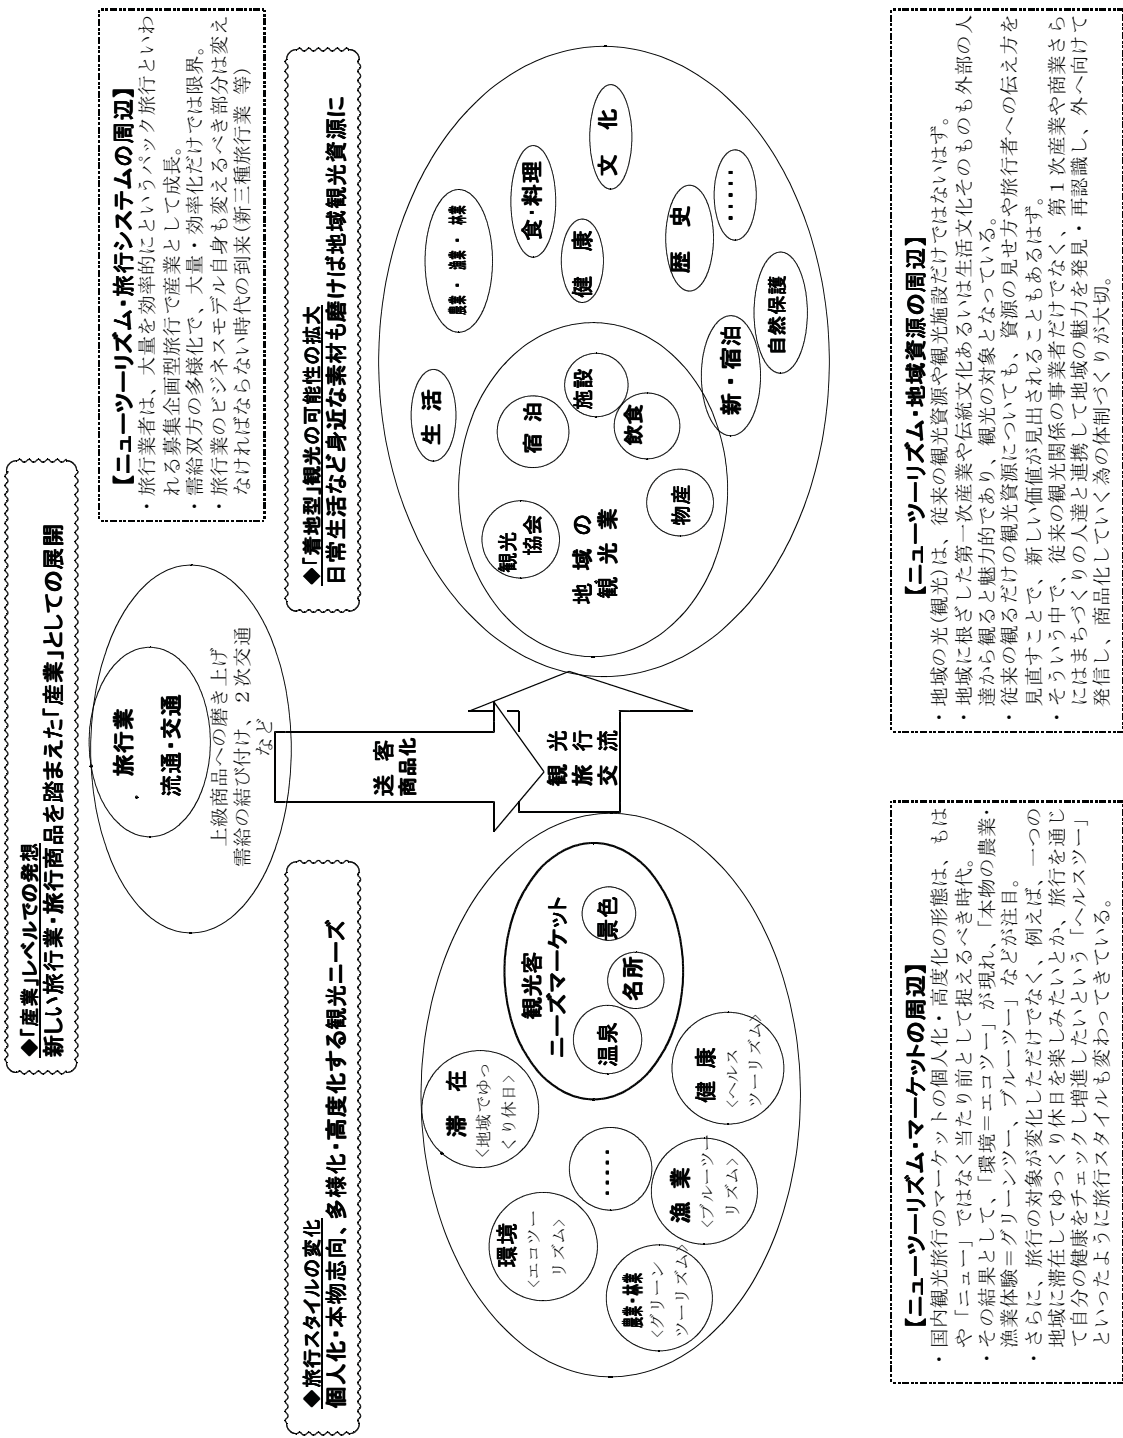 ◆「産業」レベルでの発想
新しい旅行業・旅行商品を踏まえた「産業」としての展開
旅行業
流通・交通
上級商品への磨き上げ
需給の結び付け、２次交通
など
【ニューツーリズム・旅行システムの周辺】
・旅行業者は、大量を効率的にというパック旅行といわ
れる募集企画型旅行で産業として成長。
・需給双方の多様化で、大量・効率化だけでは限界。
・旅行業のビジネスモデル自身も変えるべき部分は変え
なければならない時代の到来(新三種旅行業 等)
◆旅行スタイルの変化
個人化・本物志向、多様化・高度化する観光ニーズ
送 客
商品化
◆「着地型」観光の可能性の拡大
日常生活など身近な素材も磨けば地域観光資源に
滞 在
<地域でゆっ
くり休日>
環境
<エコツー
リズム>
観光客
ニーズマーケット
温泉
名所
景色
・・・・・
農業・林業
<グリーン
ツーリズム>
漁 業
<ブルーツー
リズム>
健 康
<ヘルス
ツーリズム>
観 光
旅 行
交 流
生 活
農業 ・ 漁業 ・ 林業
食・料理
文 化
観光
協会
宿 泊
施設
健 康
地 域 の
観 光 業
飲食
物産
歴 史
新・宿泊
自然保護
・・・・・
【ニューツーリズム・マーケットの周辺】
・国内観光旅行のマーケットの個人化・高度化の形態は、もは
や「ニュー」ではなく当たり前として捉えるべき時代。
・その結果として、「環境＝エコツー」が現れ、「本物の農業・
漁業体験＝グリーンツー、ブルーツー」などが注目。
・さらに、旅行の対象が変化しただけでなく、例えば、一つの
地域に滞在してゆっくり休日を楽しみたいとか、旅行を通じ
て自分の健康をチェックし増進したいという「ヘルスツー」
といったように旅行スタイルも変わってきている。
【ニューツーリズム・地域資源の周辺】
・地域の光(観光)は、従来の観光資源や観光施設だけではないはず。
・地域に根ざした第一次産業や伝統文化あるいは生活文化そのものも外部の人
達から観ると魅力的であり、観光の対象となっている。
・従来の観るだけの観光資源についても、資源の見せ方や旅行者への伝え方を
見直すことで、新しい価値が見出されることもあるはず。
・そういう中で、従来の観光関係の事業者だけでなく、第１次産業や商業さら
にはまちづくりの人達と連携して地域の魅力を発見・再認識し、外へ向けて
発信し、商品化していく為の体制づくりが大切。